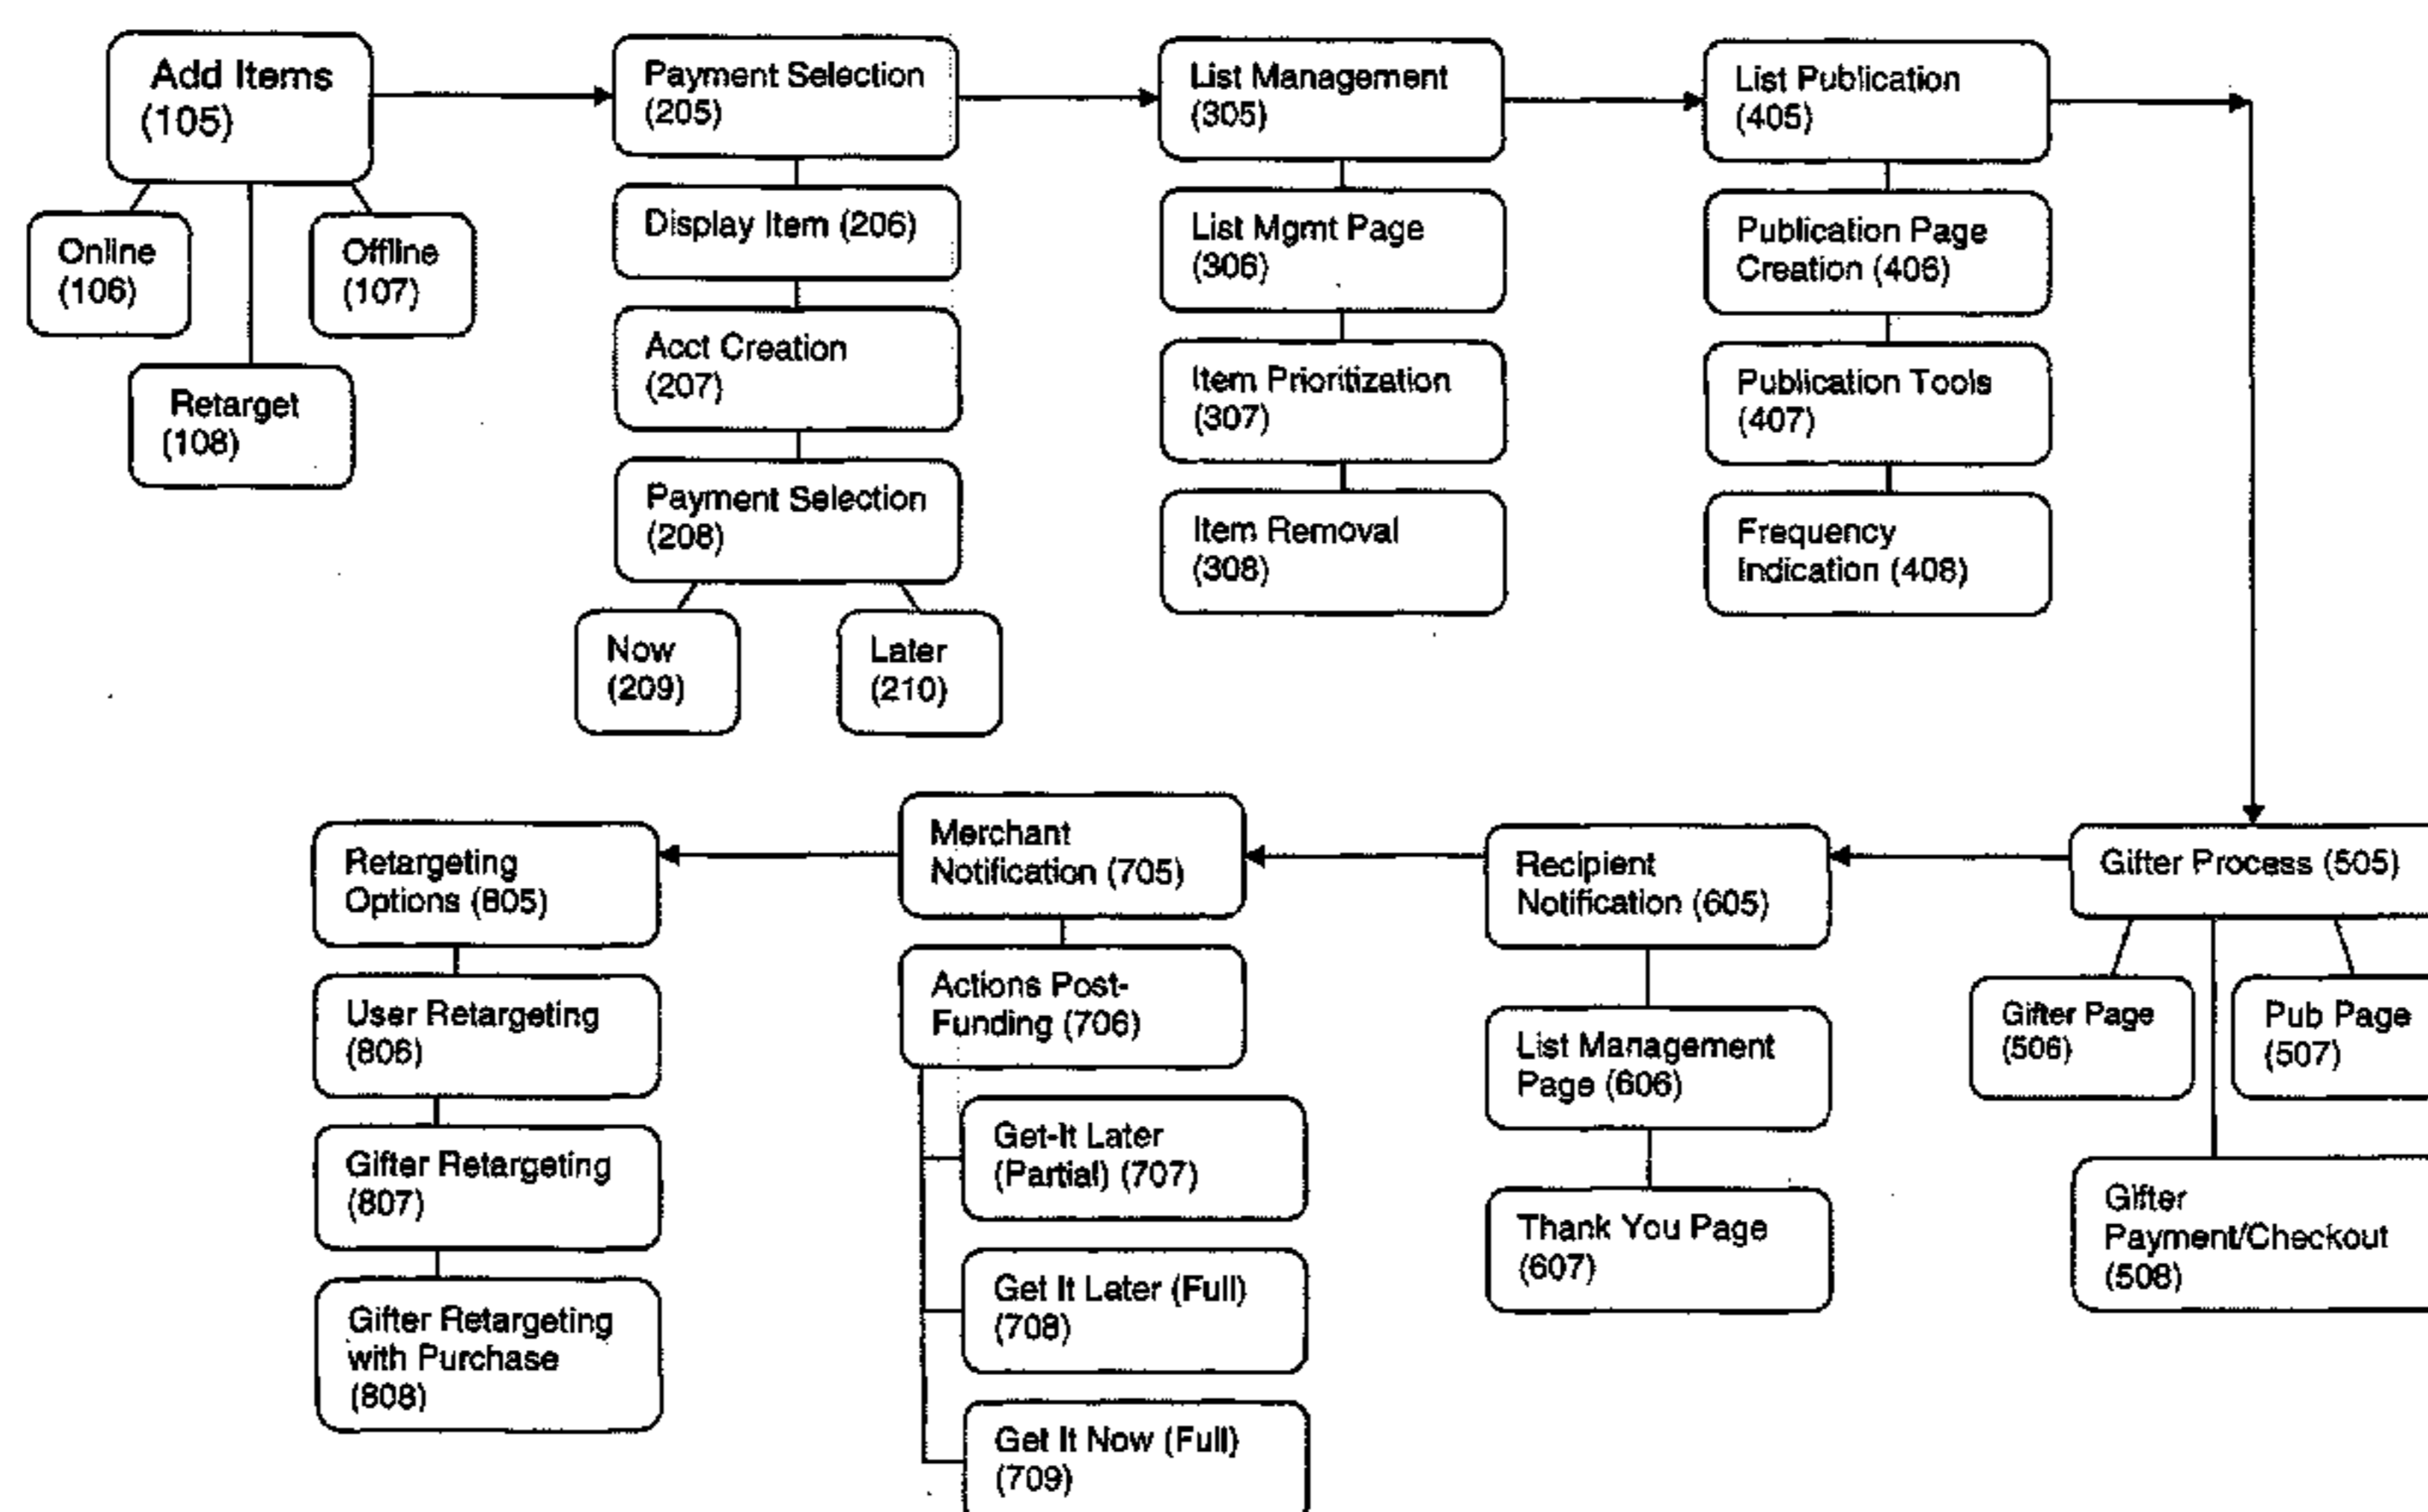 Add Items
(105)
Online
(106)
Offline
(107)
Retarget
(108)
Payment Selection
(205)
Display Item (206)
Acct Creation
(207)
Payment Selection
(208)
Now
(209)
Later
(210)
List Management
(305)
List Mgmt Page
(306)
Item Prioritization
(307)
Item Removal
(308)
List Publication
(405)
Publication Page
Creation (406)
Publication Tools
(407)
Frequency
Indication (408)
Gifter Process (505)
Gifter Page
(506)
Pub Page
(507)
Gifter
Payment/Checkout
(508)
Recipient
Notification (605)
List Management
Page (606)
Thank You Page
(607)
Merchant
Notification (705)
Actions Post-
Funding (706)
Get-It Later
(Partial) (707)
Get It Later (Full)
(708)
Get It Now (Full)
(709)
Retargeting
Options (805)
User Retargeting
(806)
Gifter Retargeting
(807)
Gifter Retargeting
with Purchase
(808)